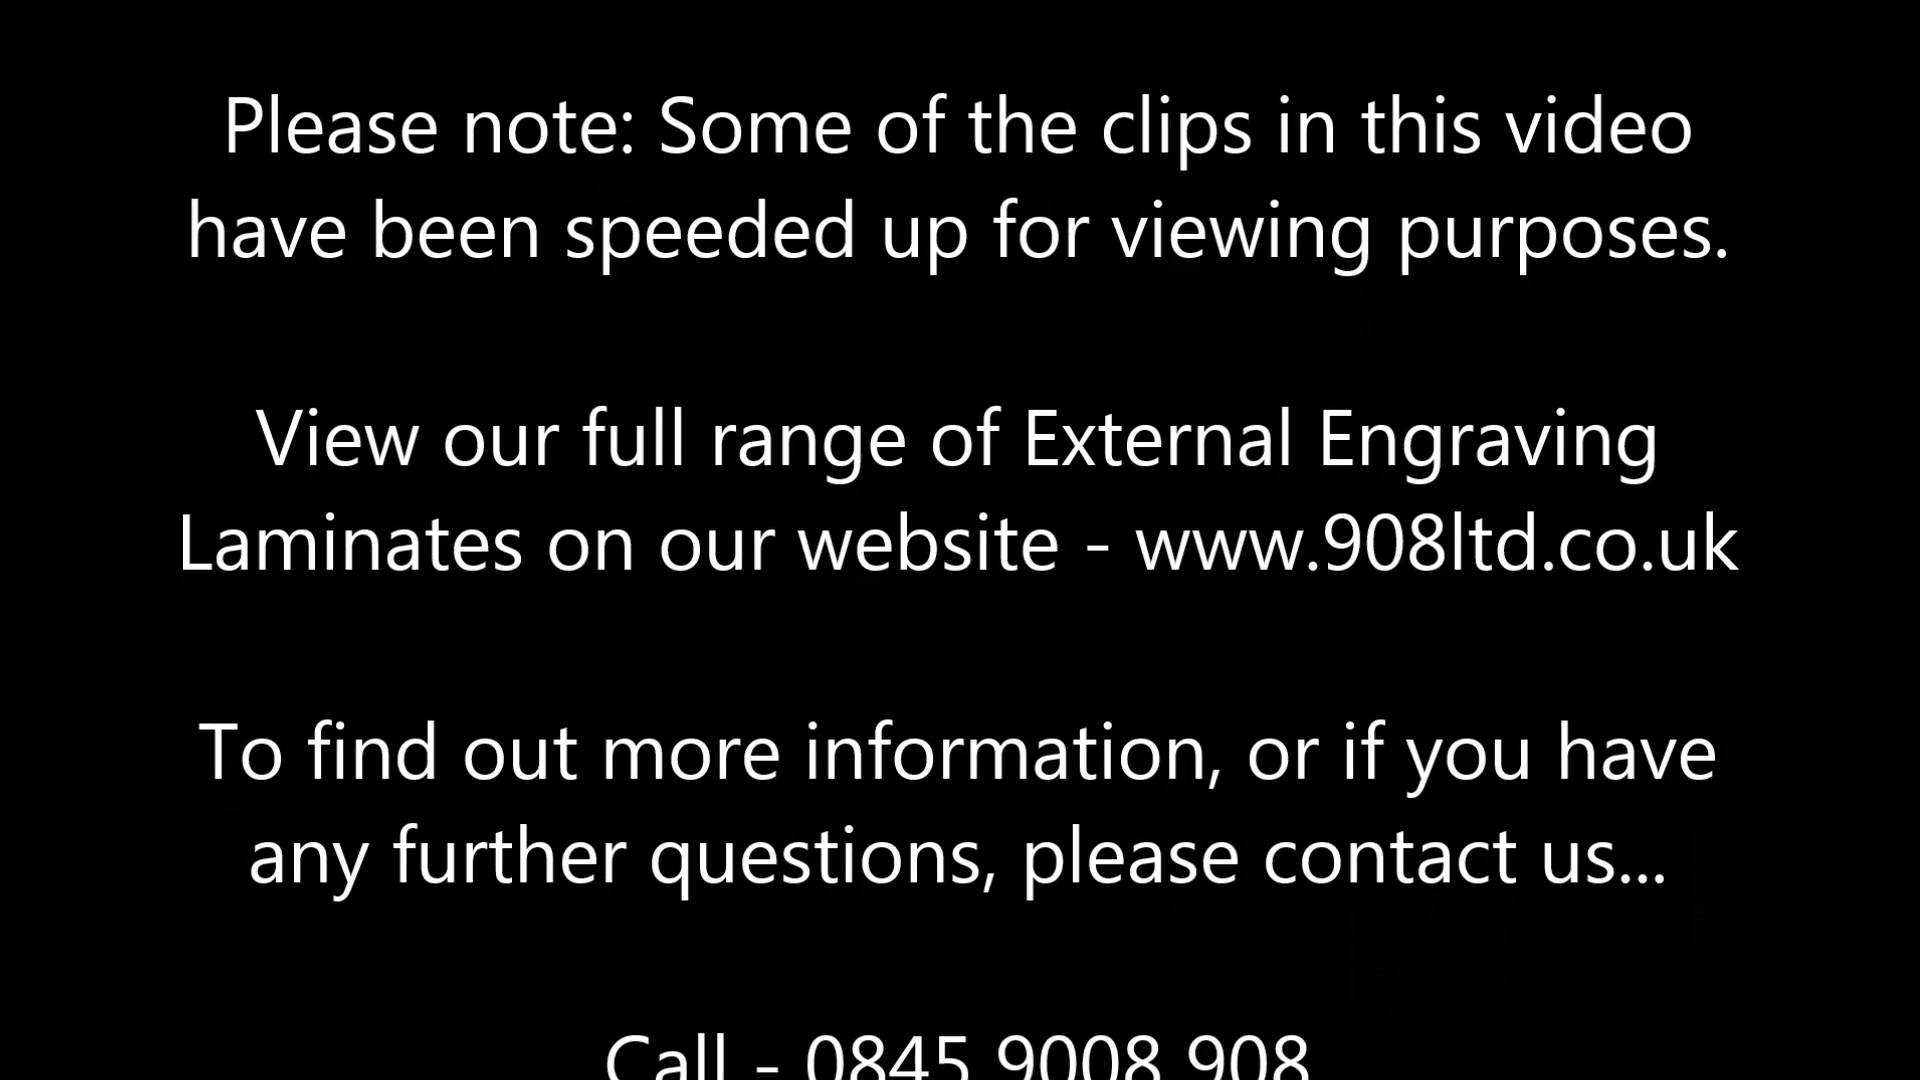 Please note: Some of the clips in this video
have been speeded up for viewing purposes.
View our full range of External Engraving
Laminates on our website - www.908ltd.co.uk
To find out more information, or if you have
any further questions, please contact us...
Call - 0845 9008 908